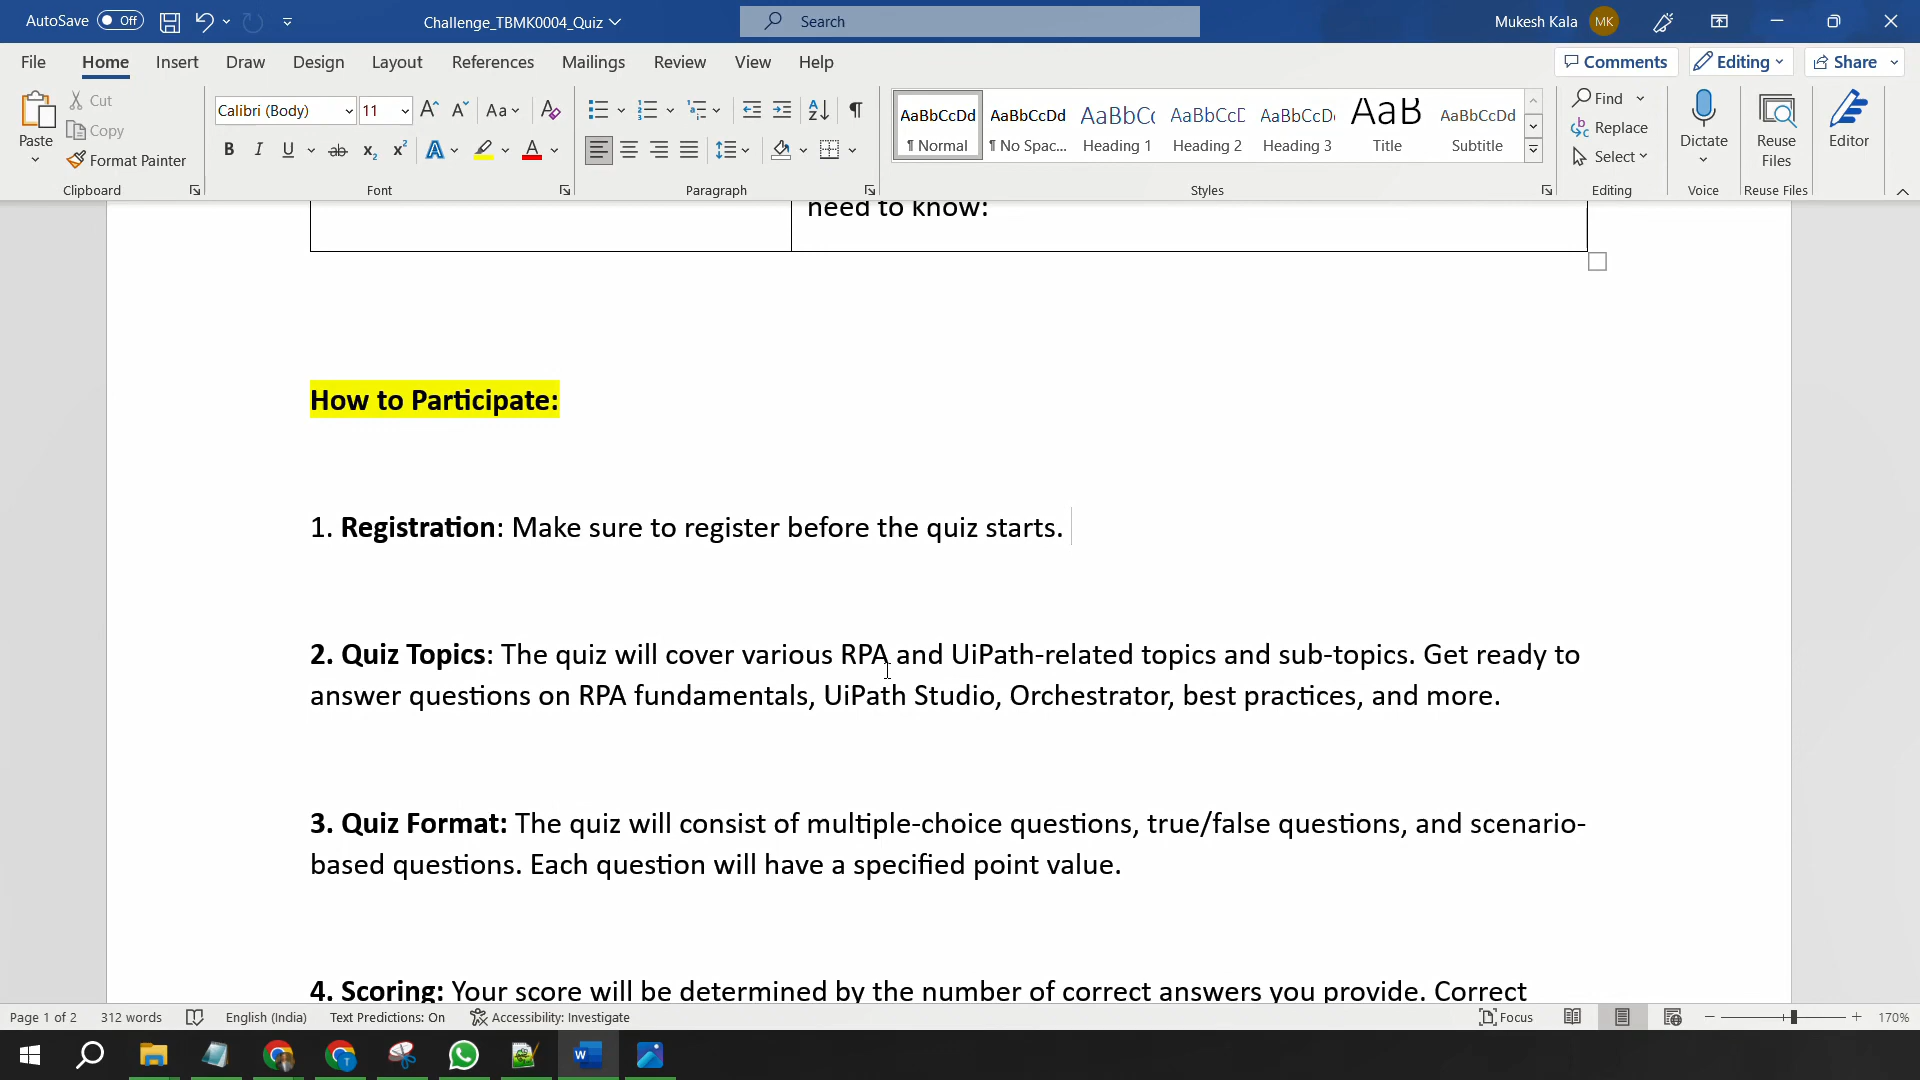 AutoSave Off Challenge_TBMK0004_Quiz Search Mukesh Kala MK
File Home Insert Draw Design Layout References Mailings Review View Help Comments Editing Share
Paste Cut Copy Format Painter
Calibri (Body) 11
AaBbCcDd AaBbCcDd AaBbCc AaBbCcD AaBbCcDd AaB AaBbCcDd
¶ Normal ¶ No Spac... Heading 1 Heading 2 Heading 3 Title Subtitle
Find Replace Select
Dictate Reuse Files Editor
Clipboard Font Paragraph Styles Editing Voice Reuse Files
need to know:
How to Participate:
1. Registration: Make sure to register before the quiz starts.
2. Quiz Topics: The quiz will cover various RPA and UiPath-related topics and sub-topics. Get ready to
answer questions on RPA fundamentals, UiPath Studio, Orchestrator, best practices, and more.
3. Quiz Format: The quiz will consist of multiple-choice questions, true/false questions, and scenario-
based questions. Each question will have a specified point value.
4. Scoring: Your score will be determined by the number of correct answers you provide. Correct
Page 1 of 2 312 words English (India) Text Predictions: On Accessibility: Investigate Focus 170%